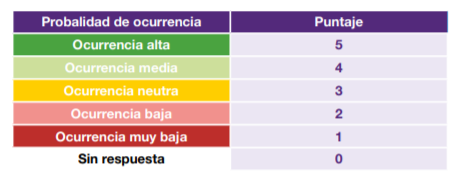 Probalidad de ocurrencia Puntaje
Ocurrencia alta 5
Ocurrencia media 4
Ocurrencia neutra 3
Ocurrencia baja 2
Ocurrencia muy baja 1
Sin respuesta 0